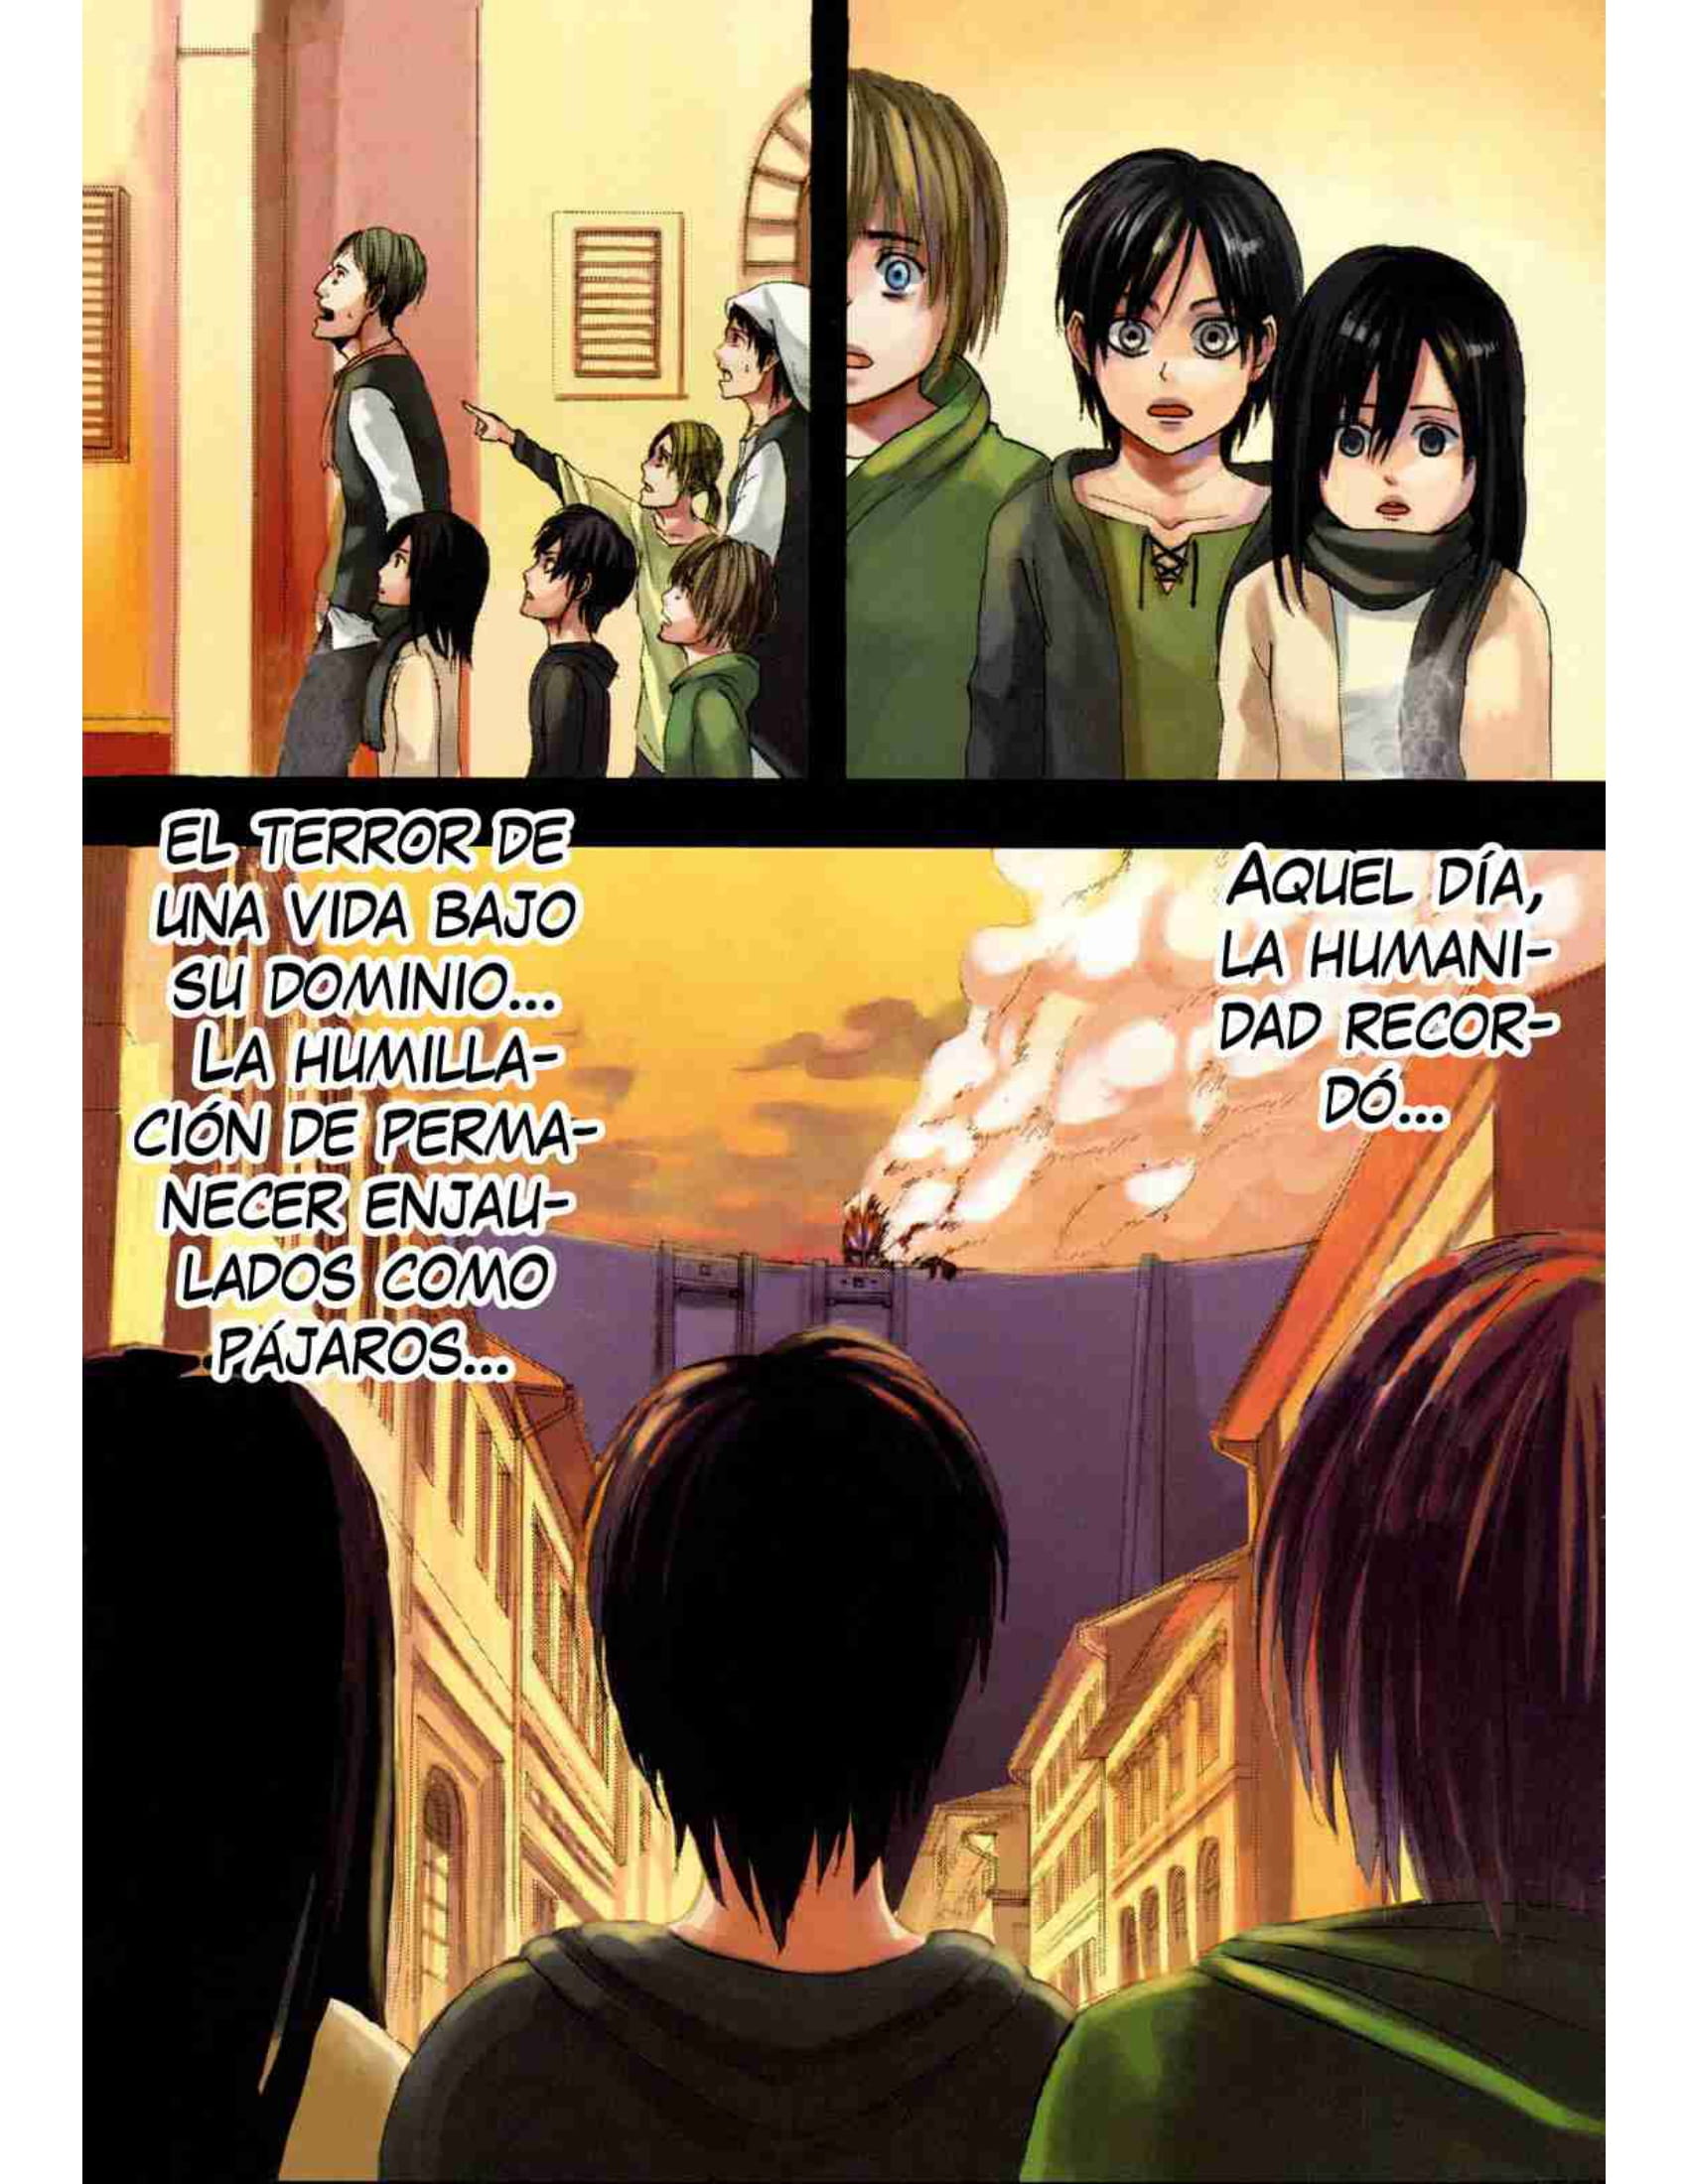 AQUEL DÍA,
LA HUMANI-
DAD RECOR-
DÓ...
EL TERROR DE
UNA VIDA BAJO
SU DOMINIO...
LA HUMILLA-
CIÓN DE PERMA-
NECER ENJAU-
LADOS COMO
PÁJAROS...